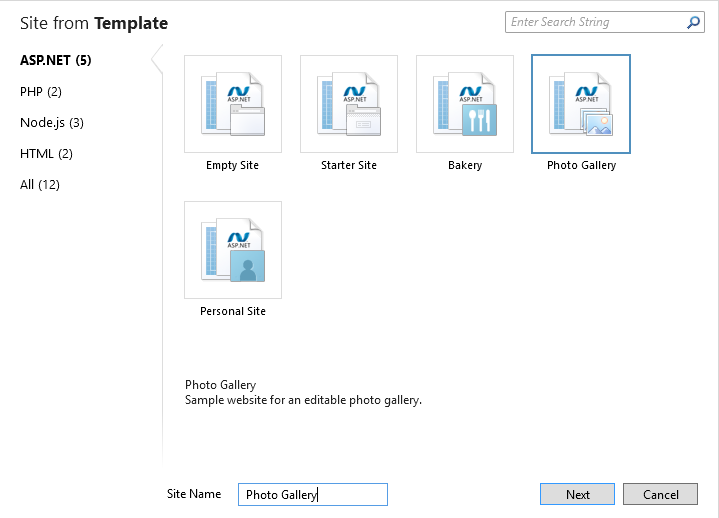 Site from Template
Enter Search String
ASP.NET (5)
PHP (2)
Node.js (3)
HTML (2)
All (12)
ASP.NET
ASP.NET
ASP.NET
ASP.NET
Empty Site
Starter Site
Bakery
Photo Gallery
ASP.NET
Personal Site
Photo Gallery
Sample website for an editable photo gallery.
Site Name
Photo Gallery
Next
Cancel